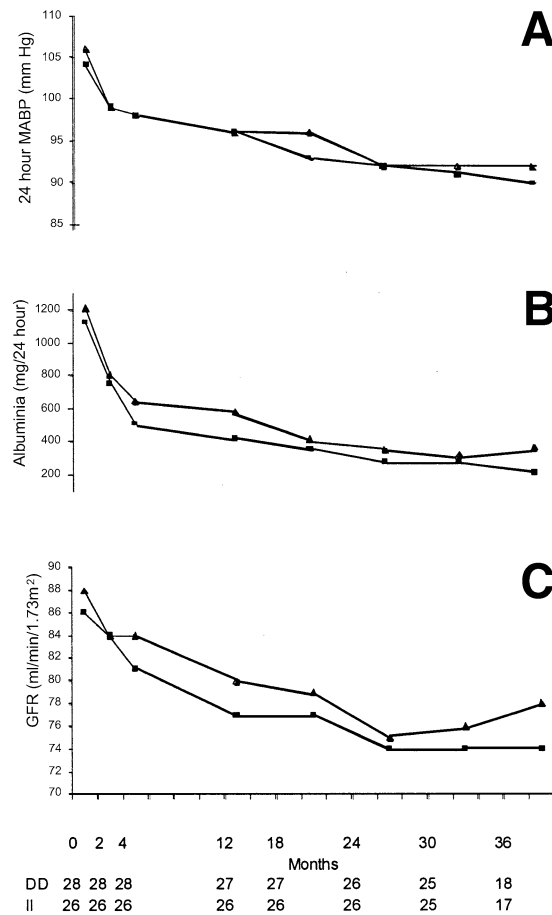 A
24 hour MABP (mm Hg)
110
105
100
95
90
85
B
Albuminia (mg/24 hour)
1200
1000
800
600
400
200
C
GFR (ml/min/1.73m²)
90
88
86
84
82
80
78
76
74
72
70
0 2 4 12 18 24 30 36
Months
DD 28 28 28 27 27 26 25 18
II 26 26 26 26 26 26 25 17